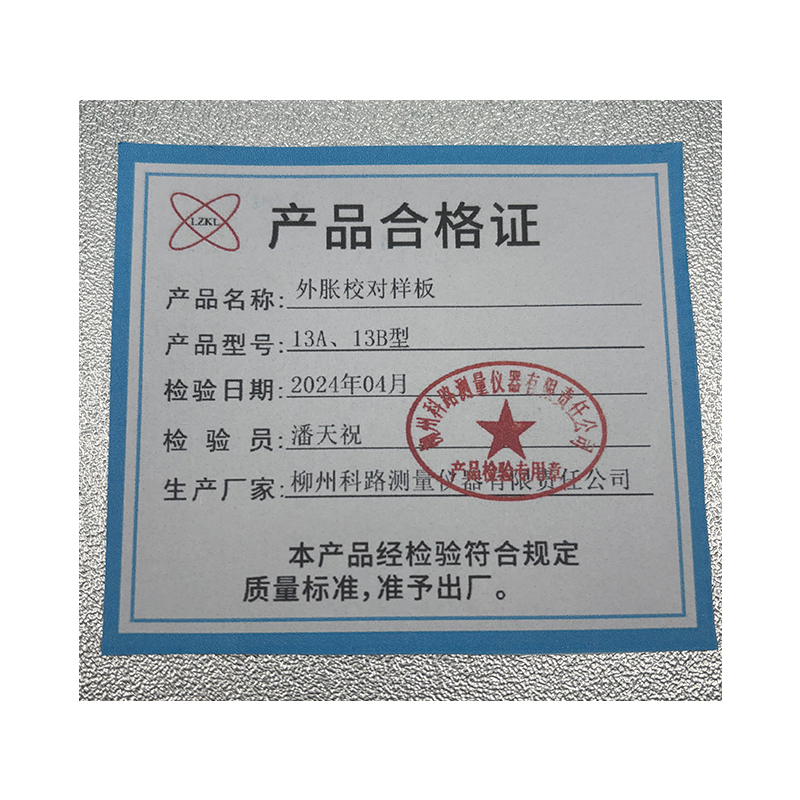 LZKL
产品合格证
产品名称: 外胀校对样板
产品型号: 13A、13B型
检验日期: 2024年04月
检验员: 潘天祝
生产厂家: 柳州科路测量仪器有限责任公司
柳州科路测量仪器有限责任公司
产品检验专用章
本产品经检验符合规定
质量标准,准予出厂。